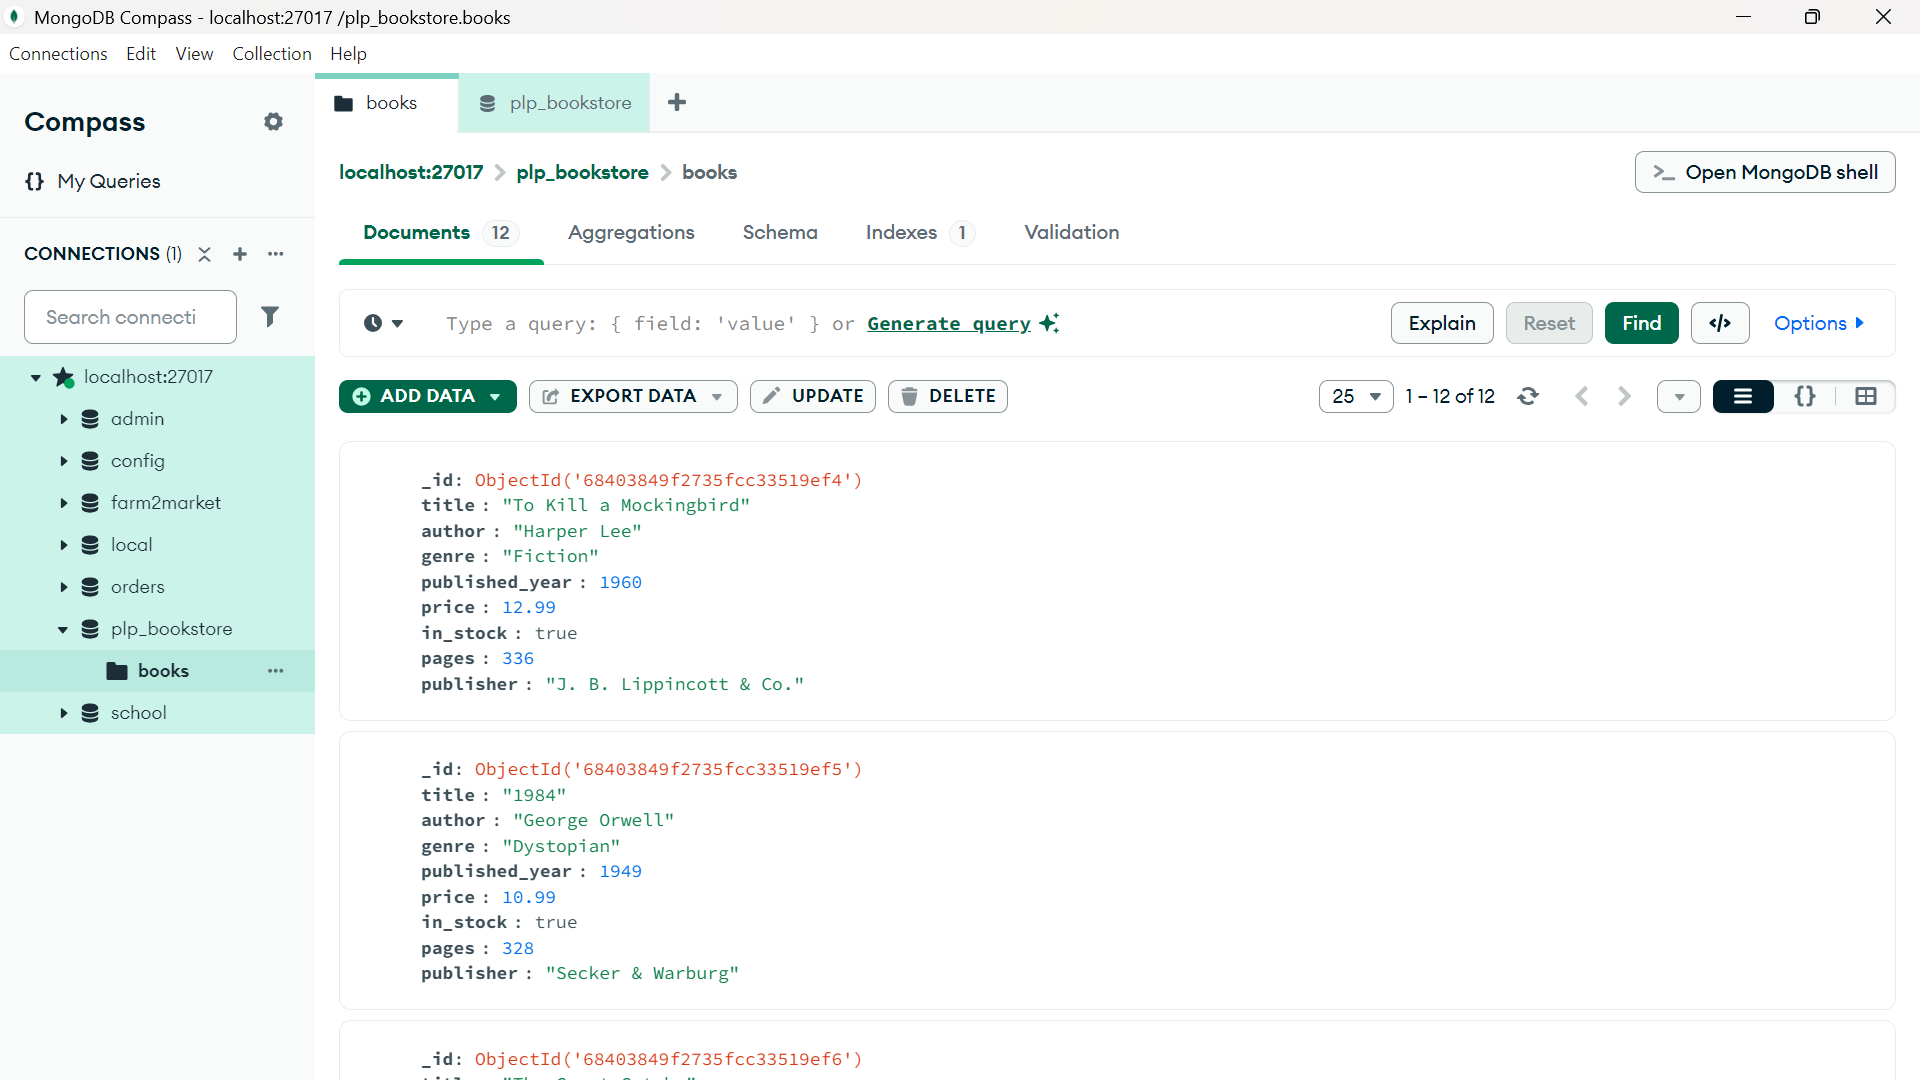 MongoDB Compass - localhost:27017 /plp_bookstore.books
Connections Edit View Collection Help
Compass
{} My Queries
CONNECTIONS (1)
Search connecti
localhost:27017
admin
config
farm2market
local
orders
plp_bookstore
books
school
books
plp_bookstore
localhost:27017 > plp_bookstore > books
>_ Open MongoDB shell
Documents 12 Aggregations Schema Indexes 1 Validation
Type a query: { field: 'value' } or Generate query
Explain Reset Find </> Options
ADD DATA EXPORT DATA UPDATE DELETE
25 1 – 12 of 12 {}
_id: ObjectId('68403849f2735fcc33519ef4')
title : "To Kill a Mockingbird"
author : "Harper Lee"
genre : "Fiction"
published_year : 1960
price : 12.99
in_stock : true
pages : 336
publisher : "J. B. Lippincott & Co."
_id: ObjectId('68403849f2735fcc33519ef5')
title : "1984"
author : "George Orwell"
genre : "Dystopian"
published_year : 1949
price : 10.99
in_stock : true
pages : 328
publisher : "Secker & Warburg"
_id: ObjectId('68403849f2735fcc33519ef6')